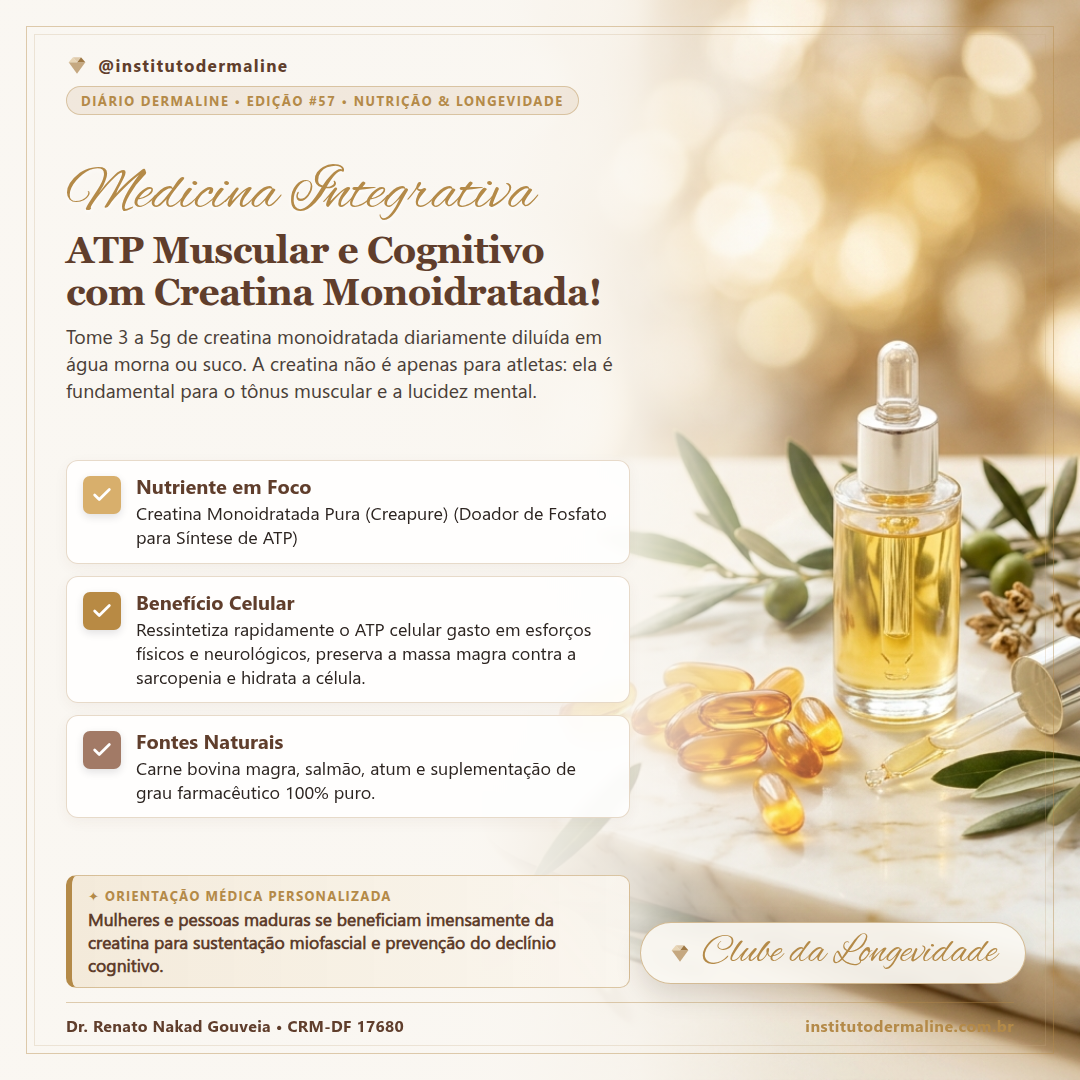 @institutodermaline
DIÁRIO DERMALINE • EDIÇÃO #57 • NUTRIÇÃO & LONGEVIDADE
Medicina Integrativa
ATP Muscular e Cognitivo
com Creatina Monoidratada!
Tome 3 a 5g de creatina monoidratada diariamente diluída em
água morna ou suco. A creatina não é apenas para atletas: ela é
fundamental para o tônus muscular e a lucidez mental.
Nutriente em Foco
Creatina Monoidratada Pura (Creapure) (Doador de Fosfato
para Síntese de ATP)
Benefício Celular
Ressintetiza rapidamente o ATP celular gasto em esforços
físicos e neurológicos, preserva a massa magra contra a
sarcopenia e hidrata a célula.
Fontes Naturais
Carne bovina magra, salmão, atum e suplementação de
grau farmacêutico 100% puro.
✦ ORIENTAÇÃO MÉDICA PERSONALIZADA
Mulheres e pessoas maduras se beneficiam imensamente da
creatina para sustentação miofascial e prevenção do declínio
cognitivo.
Clube da Longevidade
Dr. Renato Nakad Gouveia • CRM-DF 17680
institutodermaline.com.br